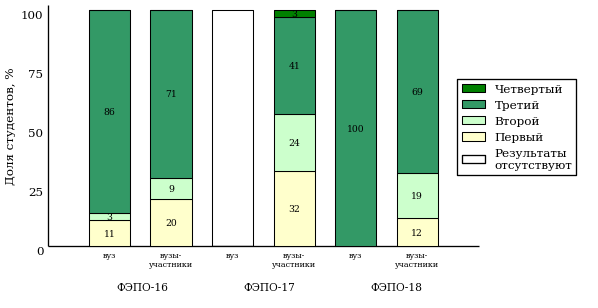 100
75
50
25
0
Доля студентов, %
86
3
11
71
9
20
3
41
24
32
100
69
19
12
вуз
вузы-
участники
вуз
вузы-
участники
вуз
вузы-
участники
ФЭПО-16
ФЭПО-17
ФЭПО-18
Четвертый
Третий
Второй
Первый
Результаты
отсутствуют